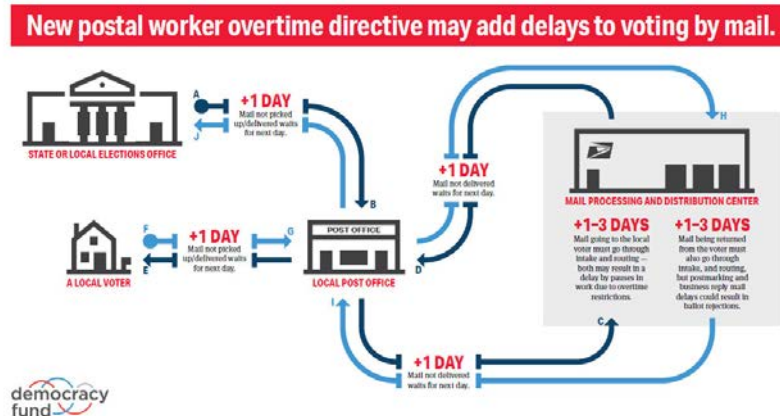 New postal worker overtime directive may add delays to voting by mail.
A
+1 DAY
Mail not picked
up/delivered waits
for next day.
J
STATE OR LOCAL ELECTIONS OFFICE
B
F
+1 DAY
Mail not picked
up/delivered waits
for next day.
G
E
A LOCAL VOTER
POST OFFICE
LOCAL POST OFFICE
I
+1 DAY
Mail not delivered
waits for next day.
D
H
MAIL PROCESSING AND DISTRIBUTION CENTER
+1–3 DAYS
Mail going to the local
voter must go through
intake and routing —
both may result in a
delay by pauses in
work due to overtime
restrictions.
+1–3 DAYS
Mail being returned
from the voter must
also go through
intake, and routing,
but postmarking and
business reply mail
delays could result in
ballot rejections.
C
+1 DAY
Mail not delivered
waits for next day.
democracy
fund